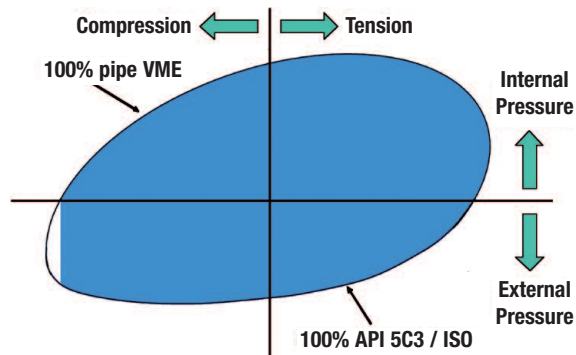 Compression
Tension
100% pipe VME
Internal
Pressure
External
Pressure
100% API 5C3 / ISO